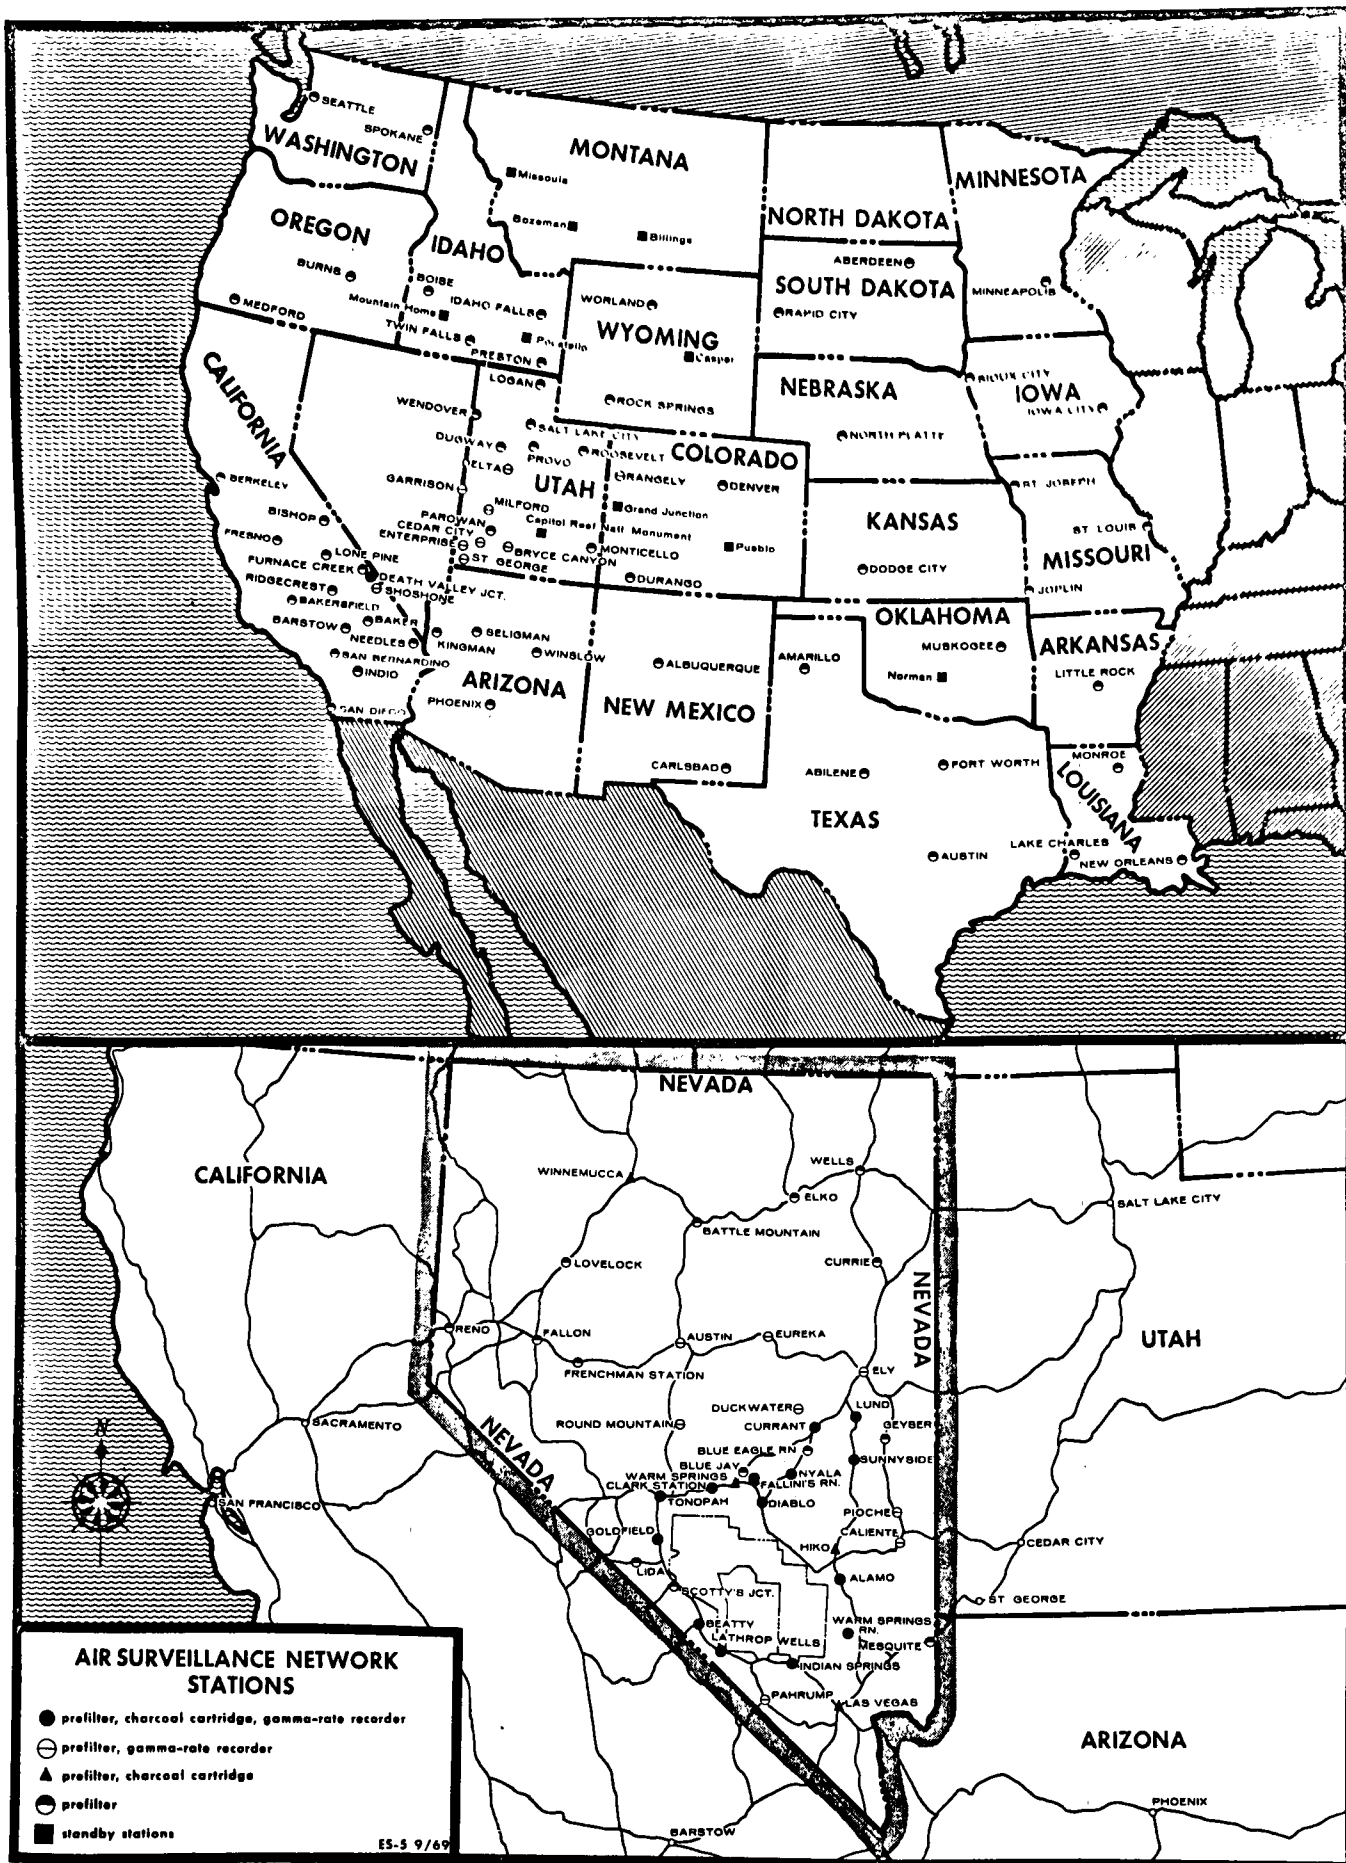 SEATTLE
SPOKANE
WASHINGTON
MONTANA
Missoula
MINNESOTA
OREGON
Bozeman
Billings
NORTH DAKOTA
IDAHO
BURNS
BOISE
ABERDEEN
SOUTH DAKOTA
MINNEAPOLIS
MEDFORD
Mountain Home
IDAHO FALLS
WORLAND
RAPID CITY
TWIN FALLS
WYOMING
PRESTON
Casper
CALIFORNIA
LOGAN
NEBRASKA
SIOUX CITY
IOWA
IOWA CITY
WENDOVER
ROCK SPRINGS
SALT LAKE CITY
NORTH PLATTE
DUGWAY
PROVO
ROOSEVELT
COLORADO
BERKELEY
GARRISON
UTAH
RANGELY
DENVER
ST. JOSEPH
MILFORD
Grand Junction
BISHOP
PAROWAN
Capitol Reef Natl. Monument
KANSAS
ST. LOUIS
CEDAR CITY
FRESNO
ENTERPRISE
BRYCE CANYON
MONTICELLO
Pueblo
MISSOURI
LONE PINE
ST. GEORGE
FURNACE CREEK
DEATH VALLEY JCT.
DURANGO
DODGE CITY
RIDGECREST
SHOSHONE
JOPLIN
BAKERSFIELD
BARSTOW
BAKER
OKLAHOMA
NEEDLES
KINGMAN
SELIGMAN
MUSKOGEE
ARKANSAS
SAN BERNARDINO
WINSLOW
ALBUQUERQUE
AMARILLO
INDIO
ARIZONA
Norman
LITTLE ROCK
SAN DIEGO
PHOENIX
NEW MEXICO
CARLSBAD
ABILENE
FORT WORTH
MONROE
TEXAS
LOUISIANA
AUSTIN
LAKE CHARLES
NEW ORLEANS
NEVADA
CALIFORNIA
WINNEMUCCA
WELLS
ELKO
SALT LAKE CITY
BATTLE MOUNTAIN
LOVELOCK
CURRIE
NEVADA
RENO
FALLON
AUSTIN
EUREKA
UTAH
FRENCHMAN STATION
ELY
DUCKWATER
LUND
SACRAMENTO
NEVADA
ROUND MOUNTAIN
CURRANT
GEYSER
N
BLUE EAGLE RN
BLUE JAY
SUNNYSIDE
WARM SPRINGS
NYALA
CLARK STATION
FALLINI'S RN.
SAN FRANCISCO
TONOPAH
DIABLO
PIOCHE
GOLDFIELD
CALIENTE
HIKO
CEDAR CITY
LIDA
ALAMO
SCOTTY'S JCT.
ST GEORGE
BEATTY
WARM SPRINGS
RN.
LATHROP WELLS
MESQUITE
INDIAN SPRINGS
PAHRUMP
LAS VEGAS
ARIZONA
PHOENIX
BARSTOW
AIR SURVEILLANCE NETWORK
STATIONS
prefilter, charcoal cartridge, gamma-rate recorder
prefilter, gamma-rate recorder
prefilter, charcoal cartridge
prefilter
standby stations
ES-5 9/69